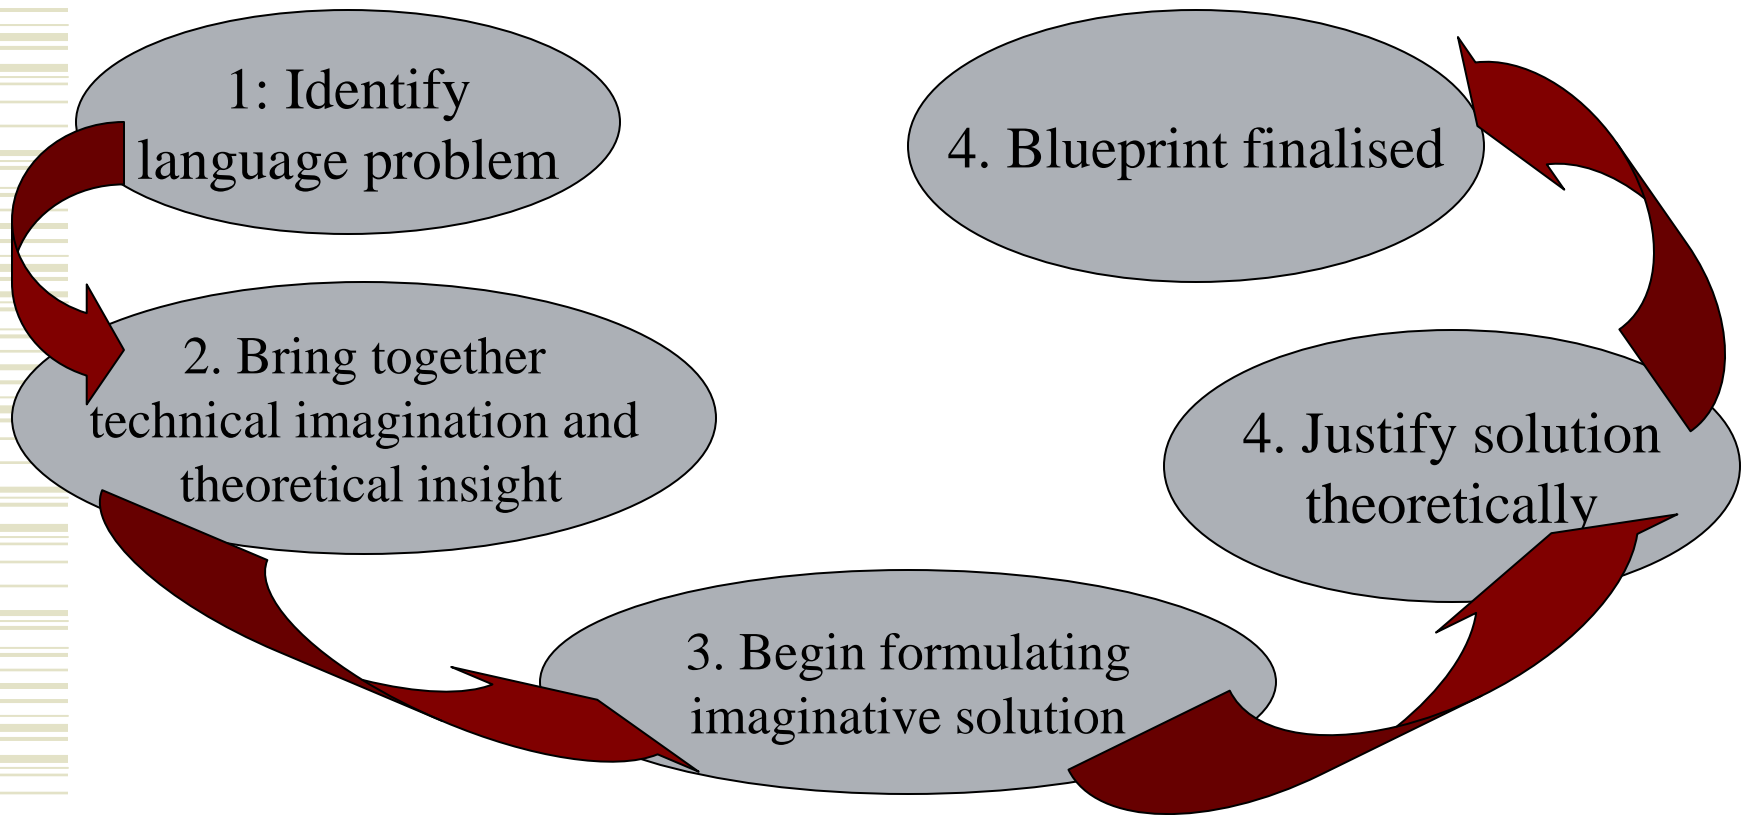 1: Identify
language problem
2. Bring together
technical imagination and
theoretical insight
3. Begin formulating
imaginative solution
4. Justify solution
theoretically
4. Blueprint finalised